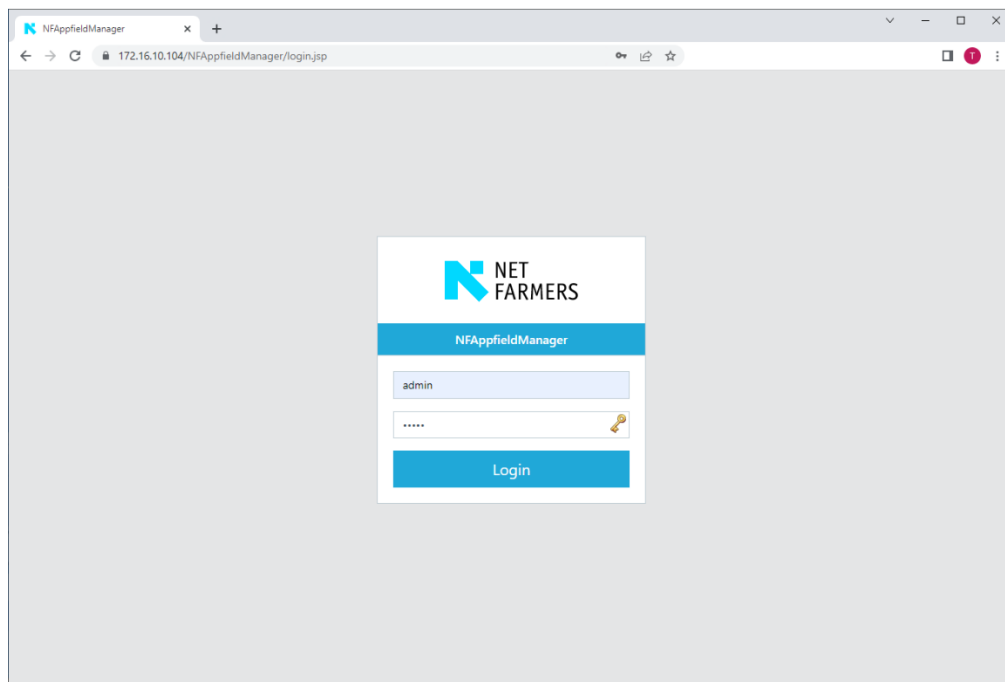 NFAppfieldManager
172.16.10.104/NFAppfieldManager/login.jsp
T
NET
FARMERS
NFAppfieldManager
admin
•••••
Login